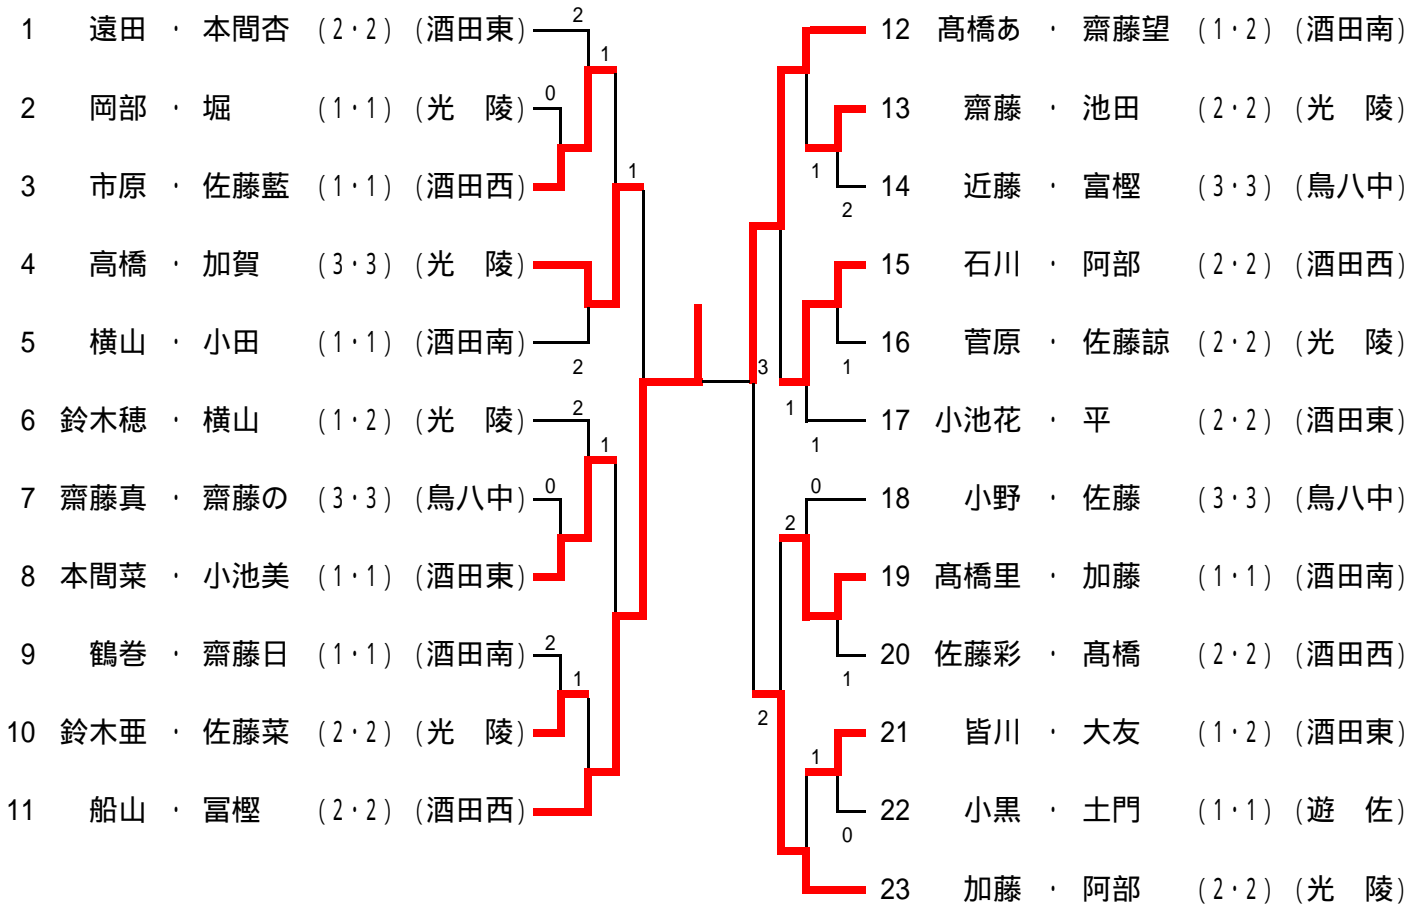 1 遠田 ・ 本間杏 (2・2) (酒田東) 2
1
2 岡部 ・ 堀 (1・1) (光 陵) 0
3 市原 ・ 佐藤藍 (1・1) (酒田西)
1
4 高橋 ・ 加賀 (3・3) (光 陵)
5 横山 ・ 小田 (1・1) (酒田南)
2
6 鈴木穂 ・ 横山 (1・2) (光 陵) 2
1
7 齋藤真 ・ 齋藤の (3・3) (鳥八中) 0
8 本間菜 ・ 小池美 (1・1) (酒田東)
9 鶴巻 ・ 齋藤日 (1・1) (酒田南) 2
1
10 鈴木亜 ・ 佐藤菜 (2・2) (光 陵)
11 船山 ・ 冨樫 (2・2) (酒田西)
12 髙橋あ ・ 齋藤望 (1・2) (酒田南)
13 齋藤 ・ 池田 (2・2) (光 陵)
1
14 近藤 ・ 富樫 (3・3) (鳥八中)
2
15 石川 ・ 阿部 (2・2) (酒田西)
16 菅原 ・ 佐藤諒 (2・2) (光 陵)
3
1
1
17 小池花 ・ 平 (2・2) (酒田東)
1
18 小野 ・ 佐藤 (3・3) (鳥八中)
0
2
19 髙橋里 ・ 加藤 (1・1) (酒田南)
20 佐藤彩 ・ 髙橋 (2・2) (酒田西)
1
2
21 皆川 ・ 大友 (1・2) (酒田東)
1
22 小黒 ・ 土門 (1・1) (遊 佐)
0
23 加藤 ・ 阿部 (2・2) (光 陵)